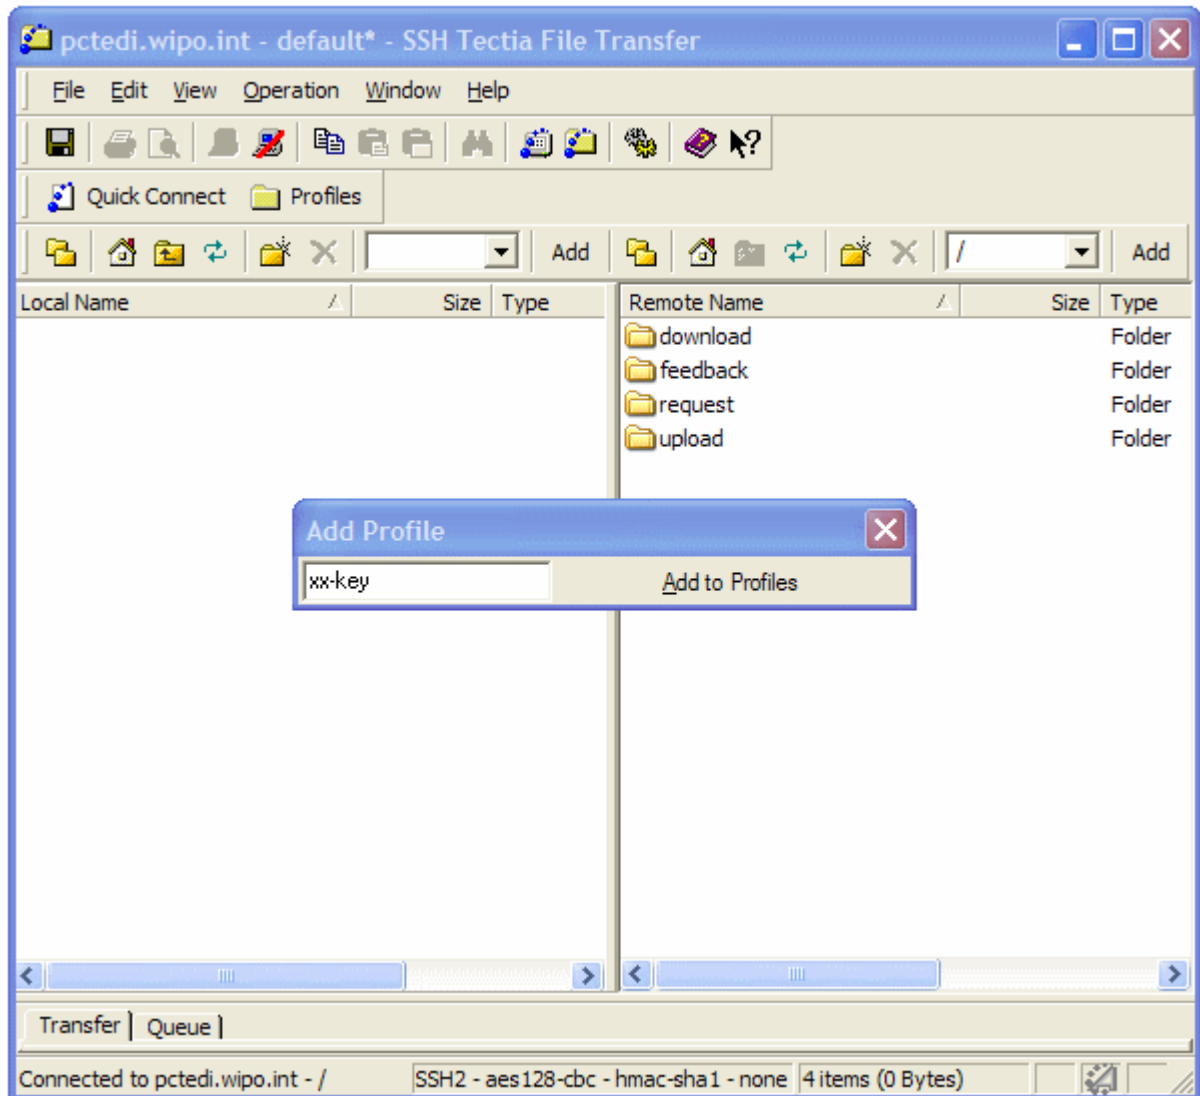 pctedi.wipo.int - default* - SSH Tectia File Transfer
File Edit View Operation Window Help
Quick Connect Profiles
Add / Add
Local Name Size Type Remote Name Size Type
download Folder
feedback Folder
request Folder
upload Folder
Add Profile
xx-key Add to Profiles
Transfer Queue
Connected to pctedi.wipo.int - / SSH2 - aes128-cbc - hmac-sha1 - none 4 items (0 Bytes)